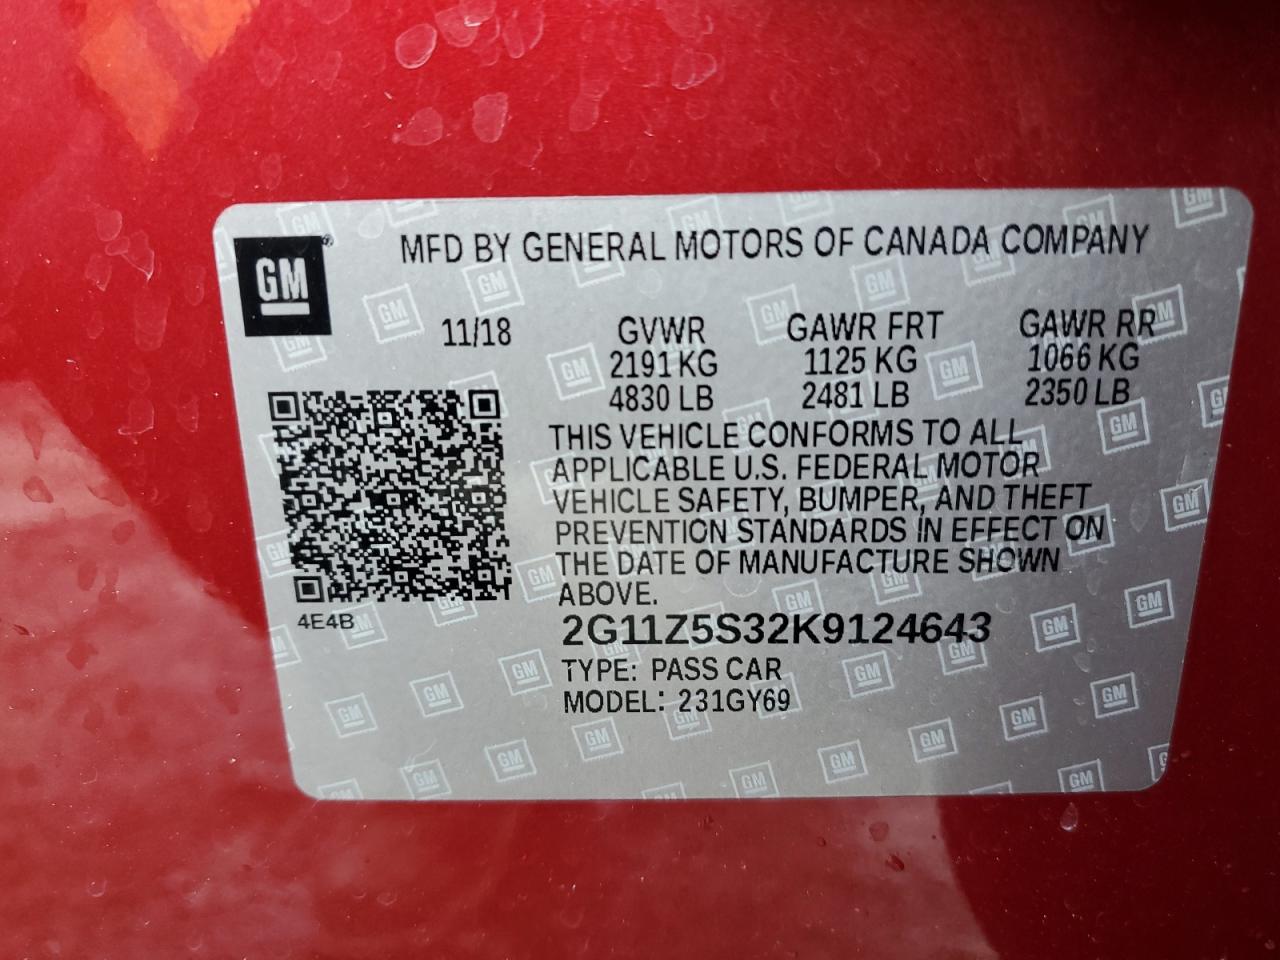 GM
MFD BY GENERAL MOTORS OF CANADA COMPANY
11/18 GVWR GAWR FRT GAWR RR
2191 KG 1125 KG 1066 KG
4830 LB 2481 LB 2350 LB
THIS VEHICLE CONFORMS TO ALL
APPLICABLE U.S. FEDERAL MOTOR
VEHICLE SAFETY, BUMPER, AND THEFT
PREVENTION STANDARDS IN EFFECT ON
THE DATE OF MANUFACTURE SHOWN
ABOVE.
4E4B
2G11Z5S32K9124643
TYPE: PASS CAR
MODEL: 231GY69